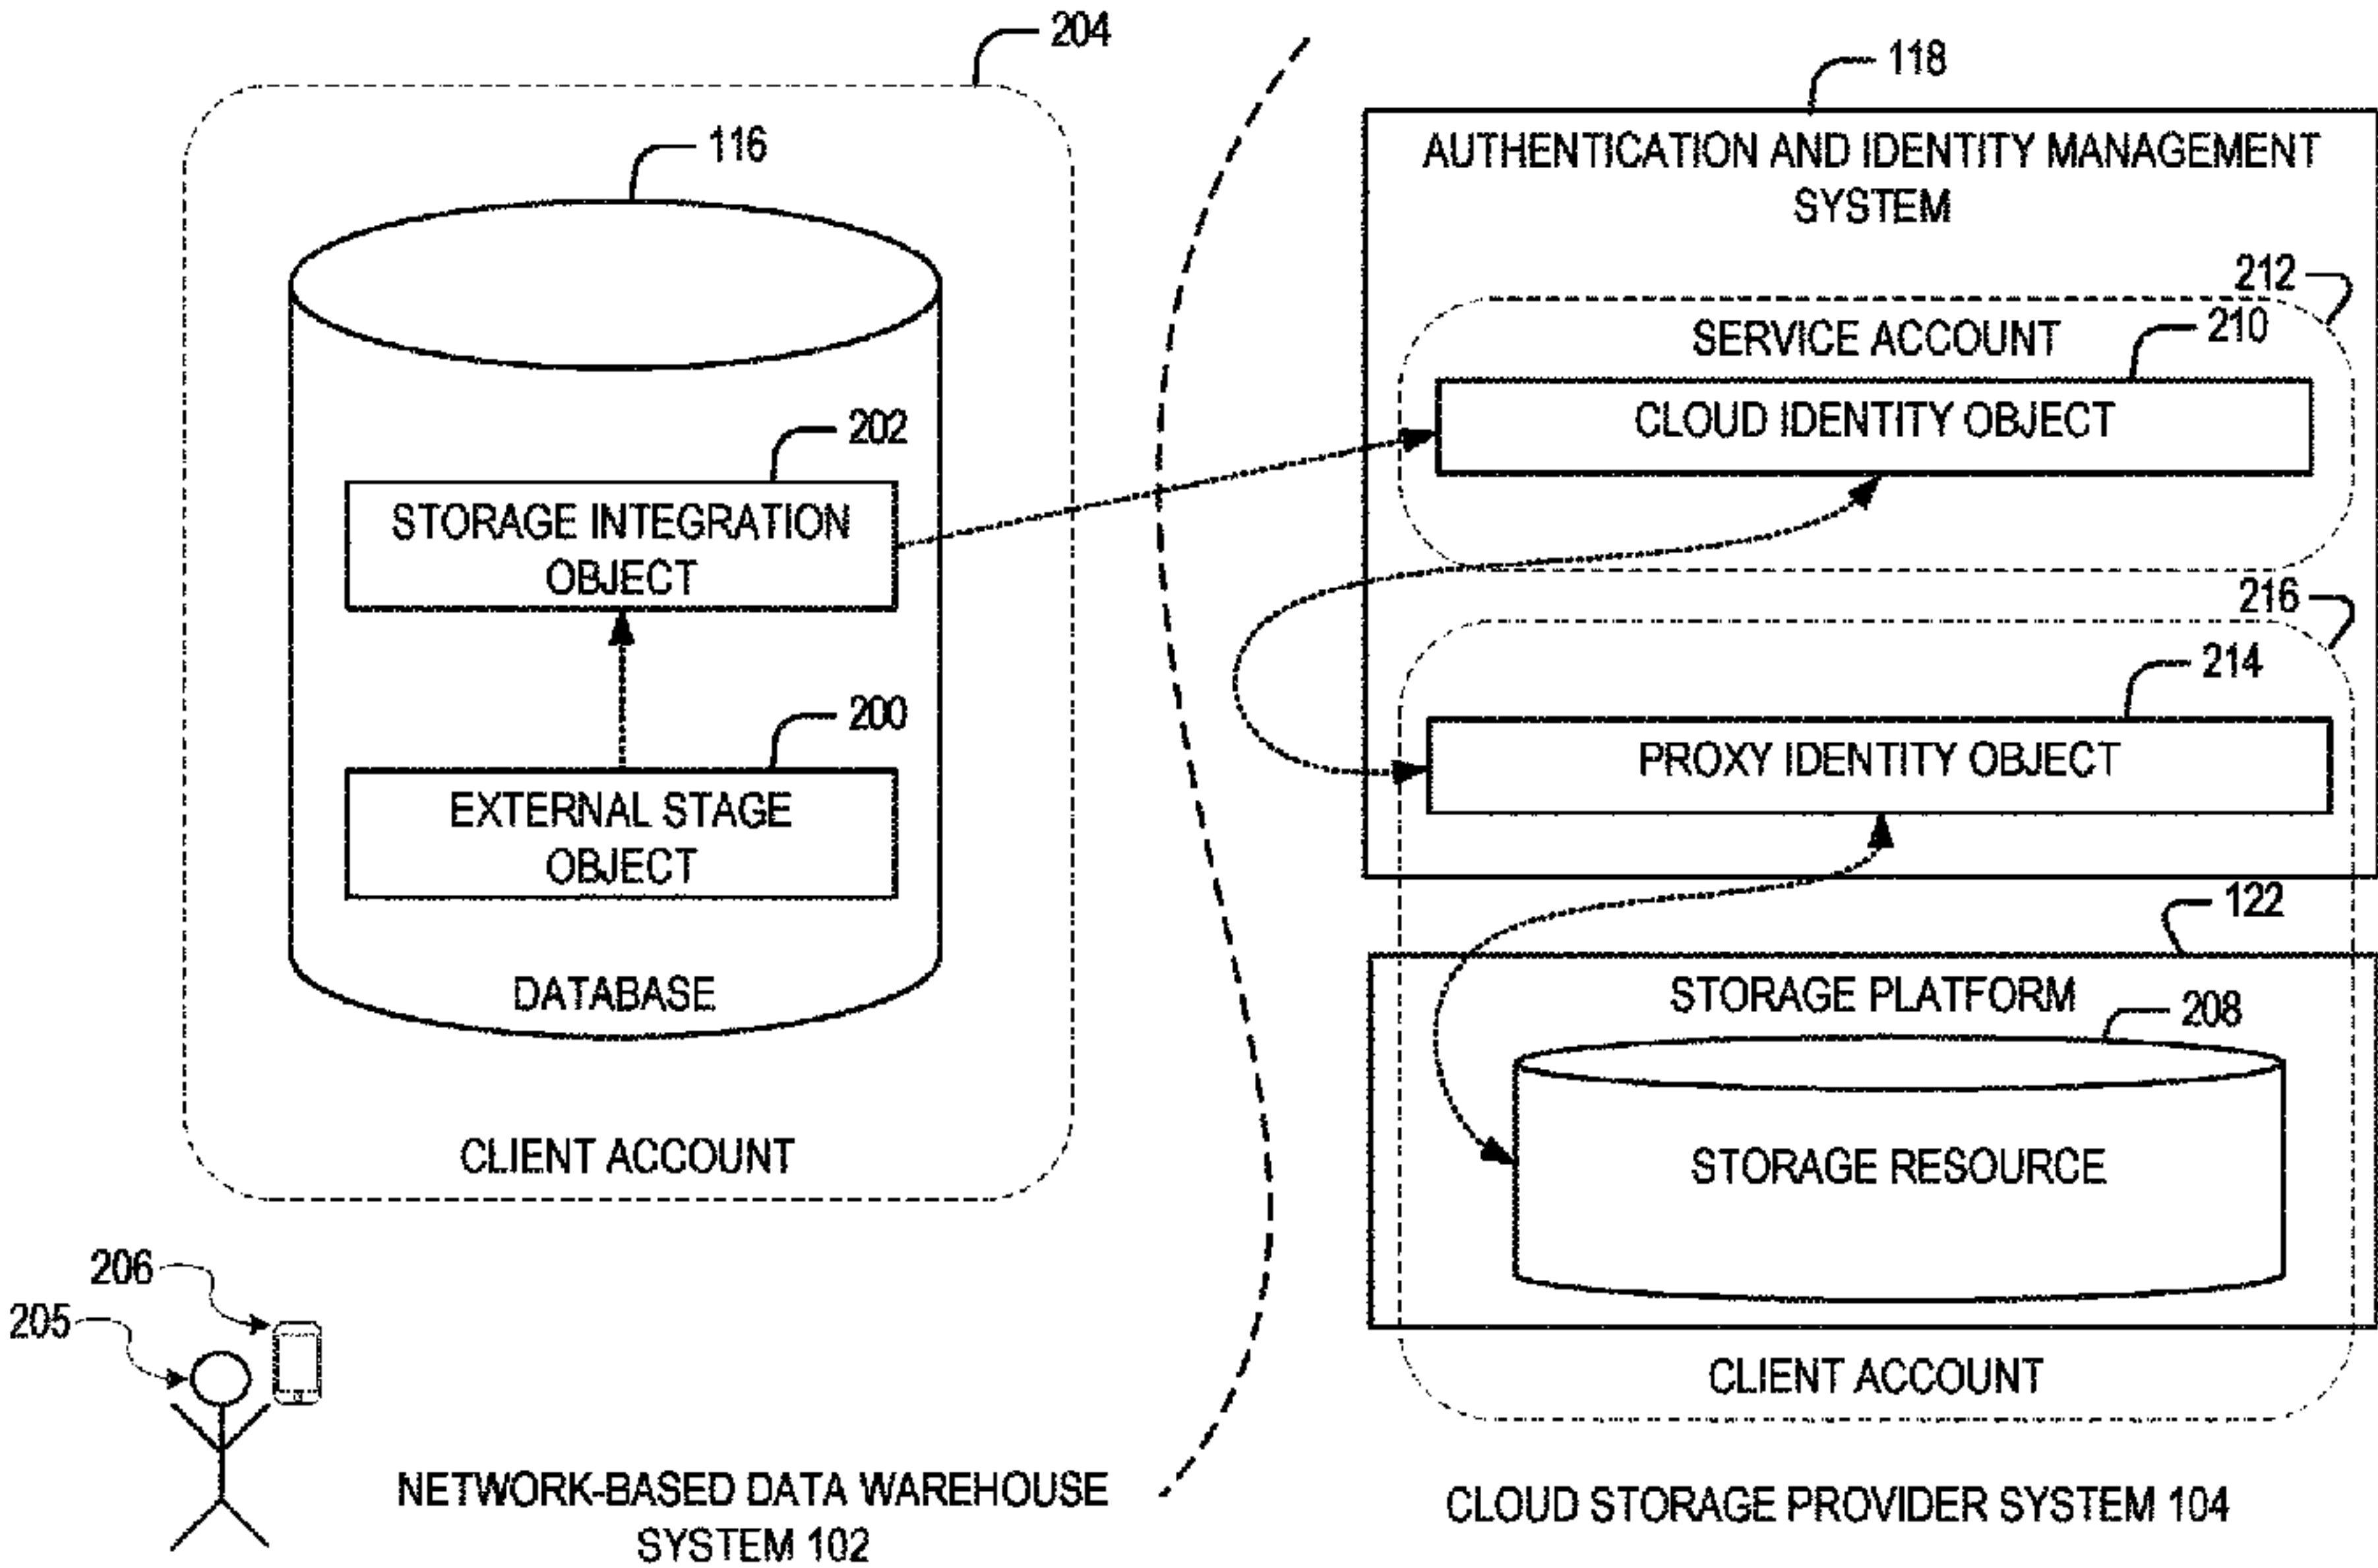 204
116
202
STORAGE INTEGRATION
OBJECT
200
EXTERNAL STAGE
OBJECT
DATABASE
CLIENT ACCOUNT
206
205
NETWORK-BASED DATA WAREHOUSE
SYSTEM 102
118
AUTHENTICATION AND IDENTITY MANAGEMENT
SYSTEM
212
SERVICE ACCOUNT
210
CLOUD IDENTITY OBJECT
216
214
PROXY IDENTITY OBJECT
122
STORAGE PLATFORM
208
STORAGE RESOURCE
CLIENT ACCOUNT
CLOUD STORAGE PROVIDER SYSTEM 104